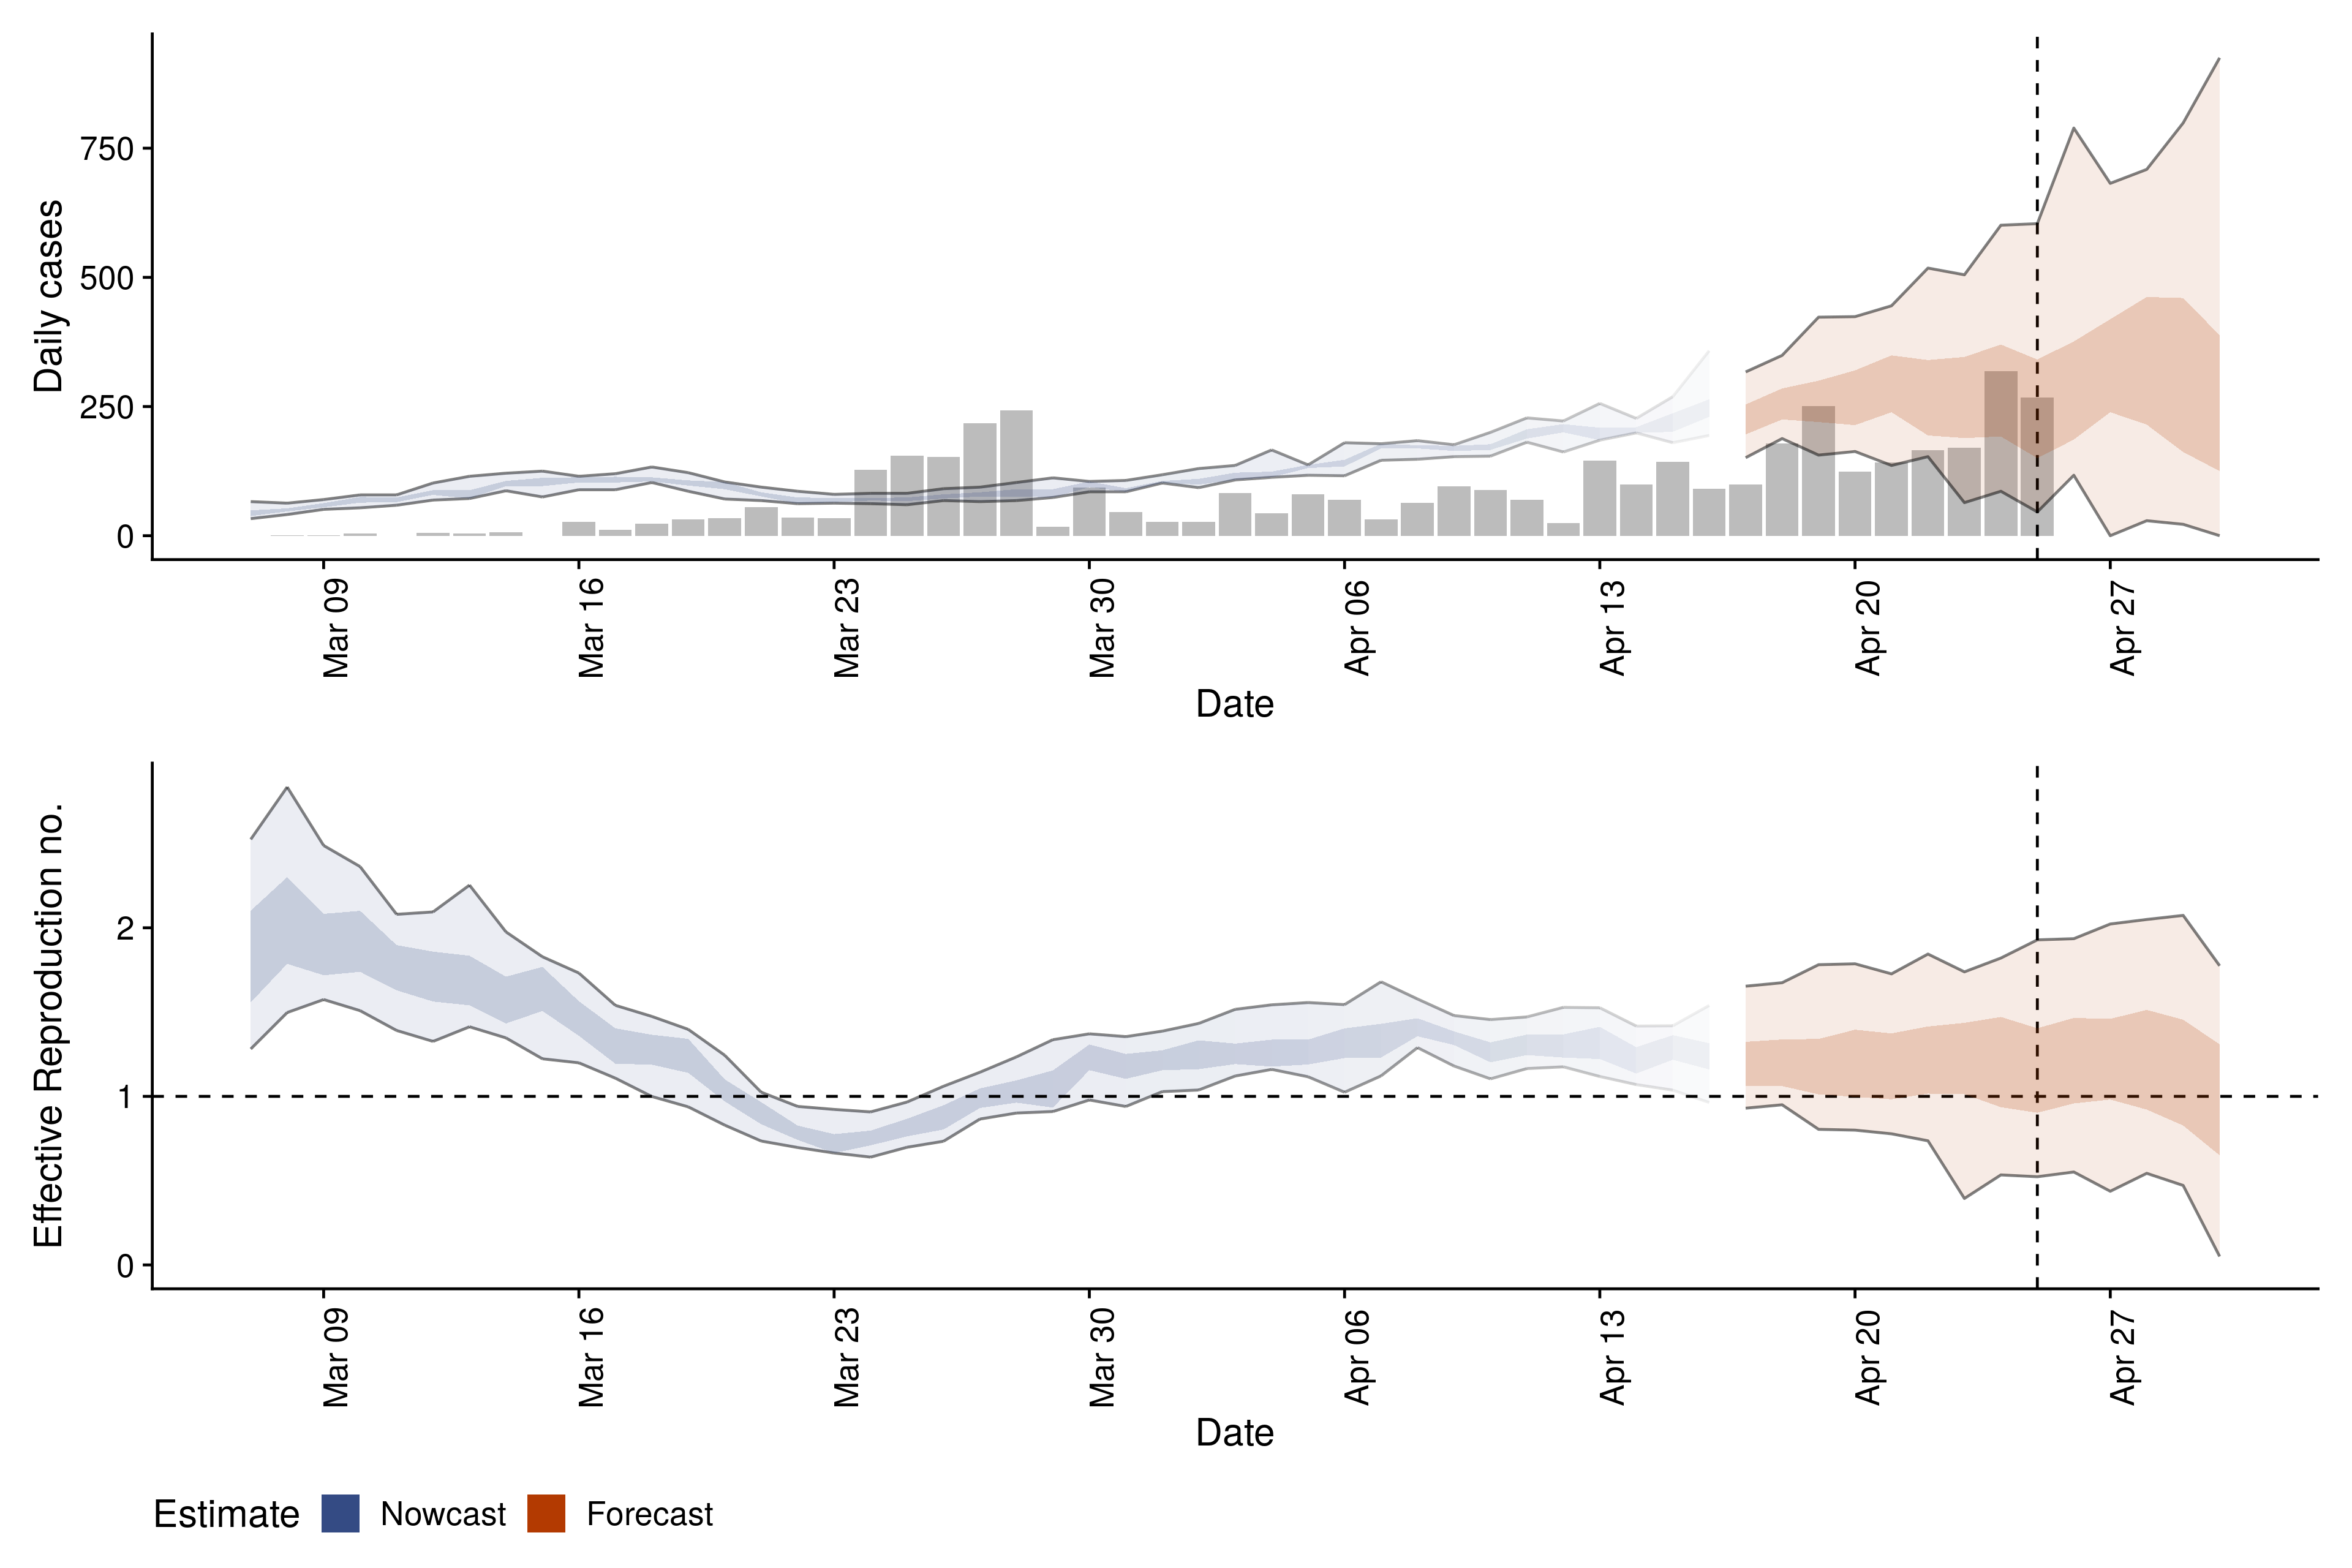 Daily cases
750
500
250
0
Mar 09
Mar 16
Mar 23
Mar 30
Apr 06
Apr 13
Apr 20
Apr 27
Date
Effective Reproduction no.
2
1
0
Mar 09
Mar 16
Mar 23
Mar 30
Apr 06
Apr 13
Apr 20
Apr 27
Date
Estimate Nowcast Forecast